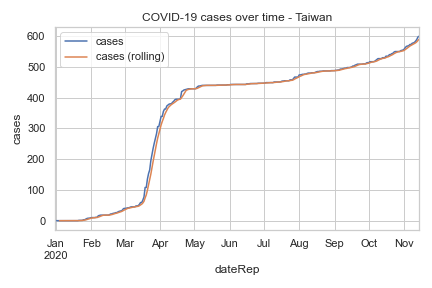 COVID-19 cases over time - Taiwan
cases
cases (rolling)
600
500
400
300
200
100
0
cases
Jan Feb Mar Apr May Jun Jul Aug Sep Oct Nov
2020
dateRep